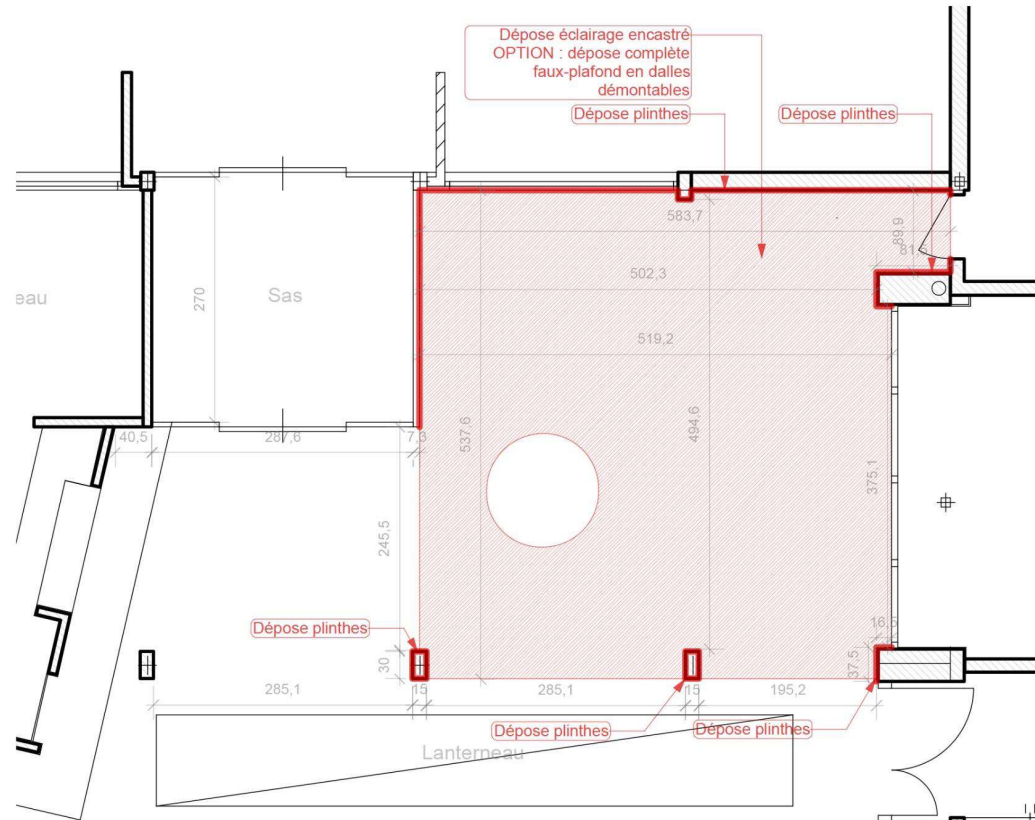 Dépose éclairage encastré
OPTION : dépose complète
faux-plafond en dalles
démontables
Dépose plinthes
Dépose plinthes
583,7
89,9
81,5
502,3
eau
270
Sas
519,2
537,6
494,6
375,1
40,5
287,6
7,3
245,5
Dépose plinthes
16,5
30
37,5
285,1
15
285,1
15
195,2
Dépose plinthes
Dépose plinthes
Lanterneau